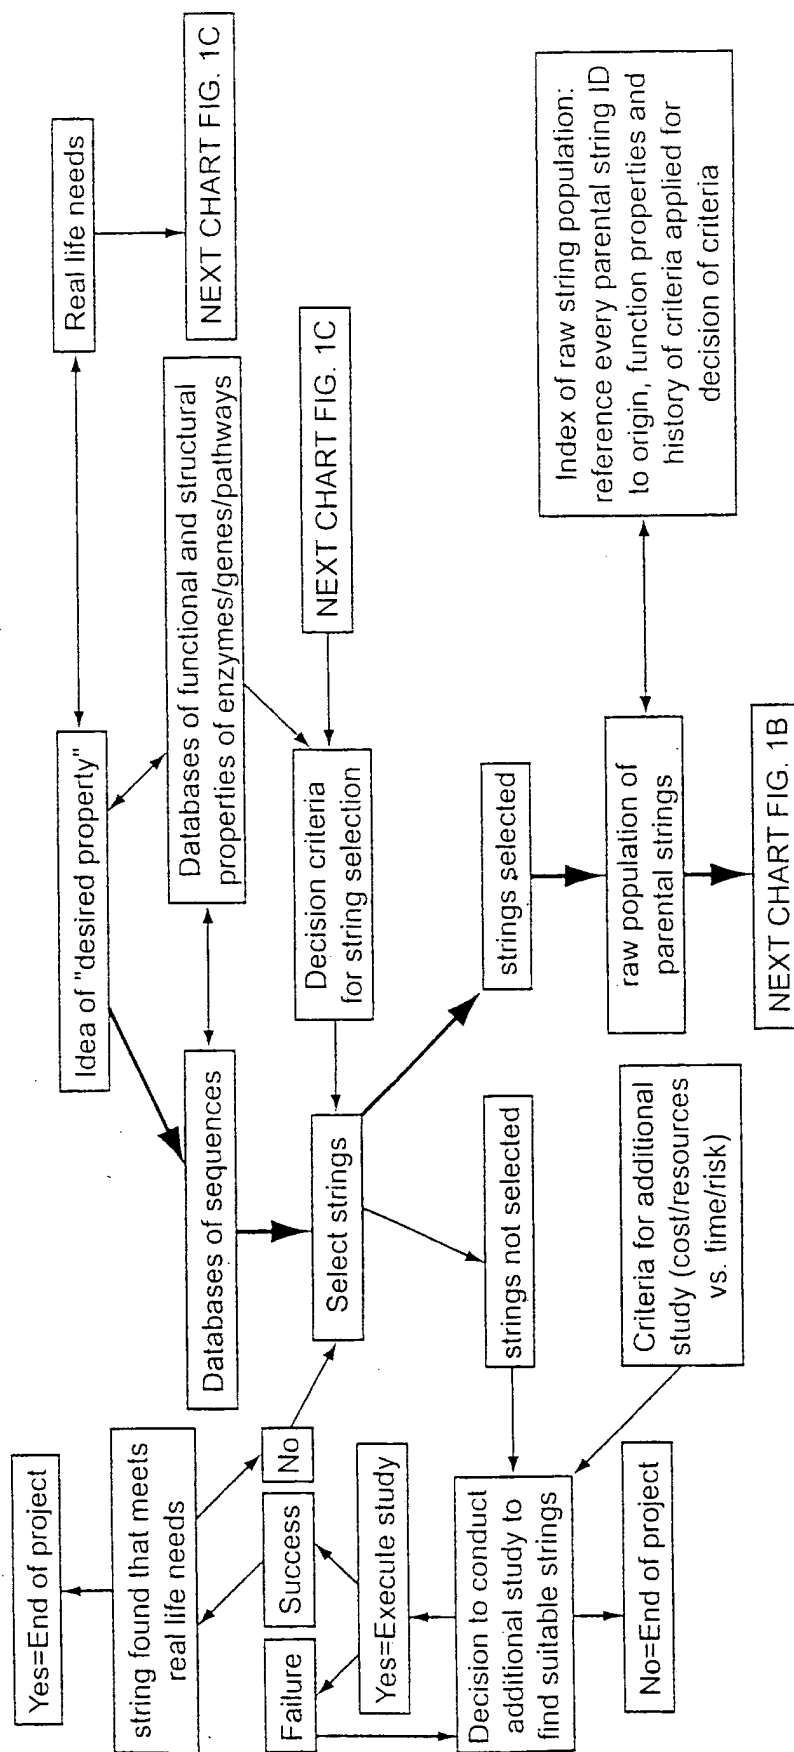 Yes=End of project
string found that meets
real life needs
No
Success
Failure
Yes=Execute study
Decision to conduct
additional study to
find suitable strings
No=End of project
Idea of "desired property"
Real life needs
NEXT CHART FIG. 1C
Databases of sequences
Databases of functional and structural
properties of enzymes/genes/pathways
Select strings
Decision criteria
for string selection
NEXT CHART FIG. 1C
strings not selected
strings selected
Criteria for additional
study (cost/resources
vs. time/risk)
raw population of
parental strings
Index of raw string population:
reference every parental string ID
to origin, function properties and
history of criteria applied for
decision of criteria
NEXT CHART FIG. 1B